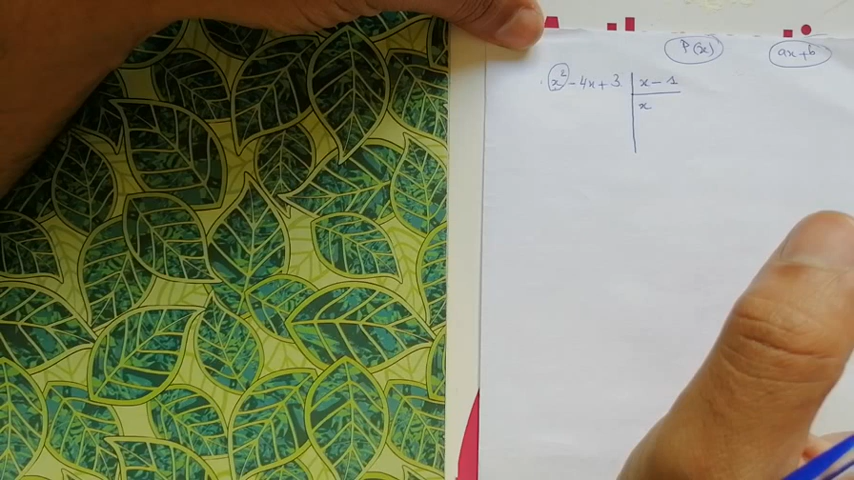 P(x) ax+b
x² - 4x + 3 | x - 1
x